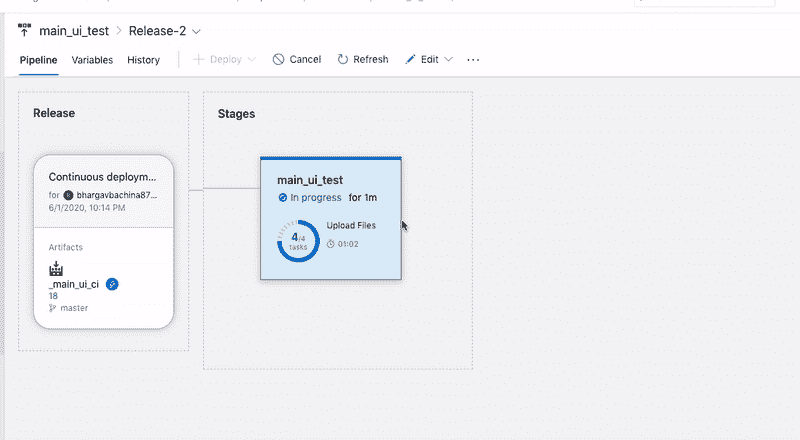 main_ui_test > Release-2
Pipeline Variables History Deploy Cancel Refresh Edit ...
Release
Continuous deploym...
for bhargavbachina87...
6/1/2020, 10:14 PM
Artifacts
_main_ui_ci
18
master
Stages
main_ui_test
In progress for 1m
4/4
tasks
Upload Files
01:02